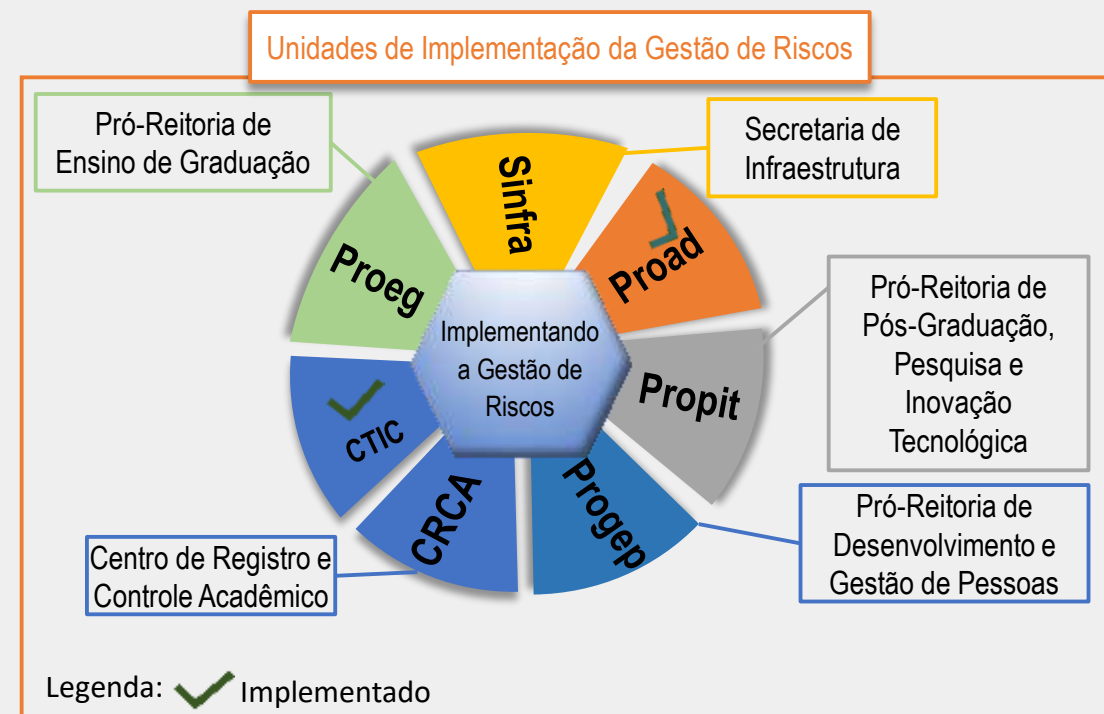 Unidades de Implementação da Gestão de Riscos
Pró-Reitoria de
Ensino de Graduação
Secretaria de
Infraestrutura
Sinfra
Proad
Proeg
Implementando
a Gestão de
Riscos
Propit
Pró-Reitoria de
Pós-Graduação,
Pesquisa e
Inovação
Tecnológica
CTIC
CRCA
Progep
Centro de Registro e
Controle Acadêmico
Pró-Reitoria de
Desenvolvimento e
Gestão de Pessoas
Legenda: Implementado